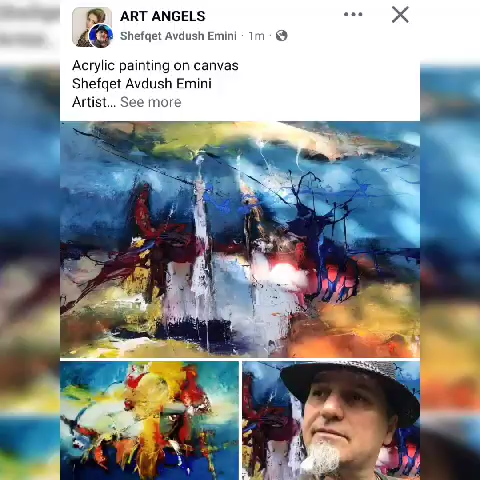 ART ANGELS
Shefqet Avdush Emini · 1m ·
Acrylic painting on canvas
Shefqet Avdush Emini
Artist... See more